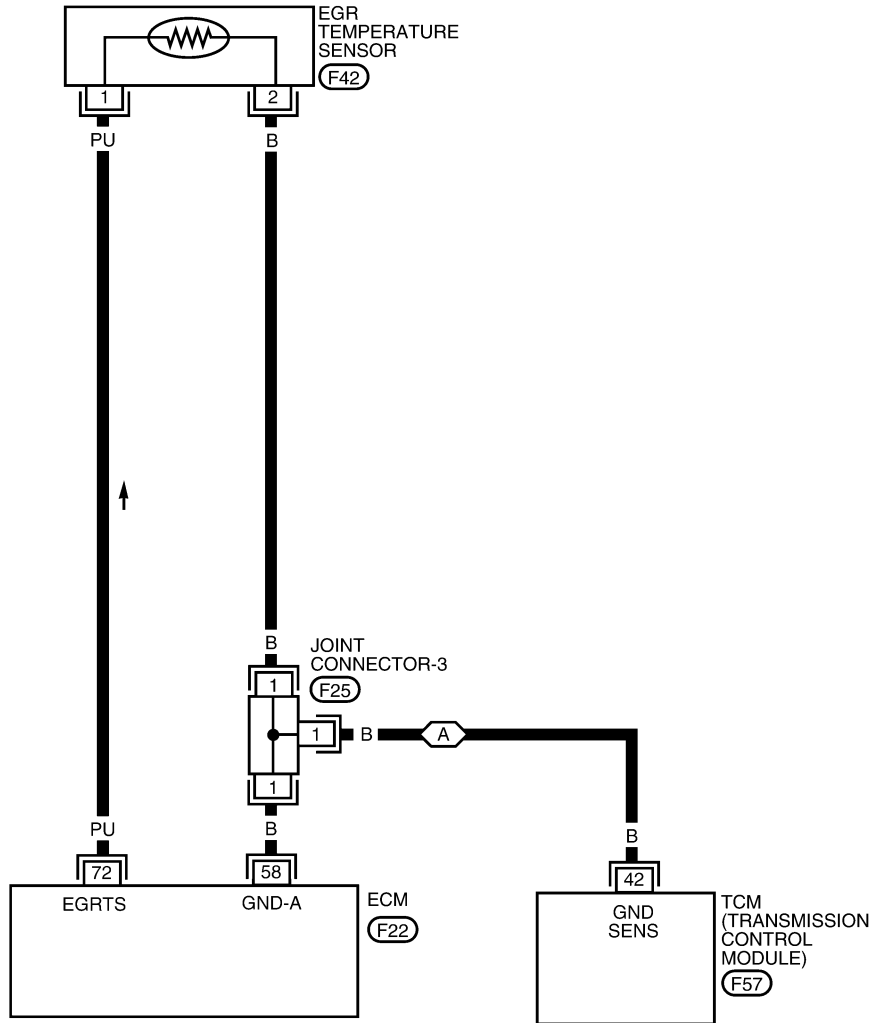 EGR
TEMPERATURE
SENSOR
F42
1
2
PU
B
B
JOINT
CONNECTOR-3
F25
1
1
B
A
1
PU
B
B
72
58
42
EGRTS
GND-A
ECM
F22
GND
SENS
TCM
(TRANSMISSION
CONTROL
MODULE)
F57